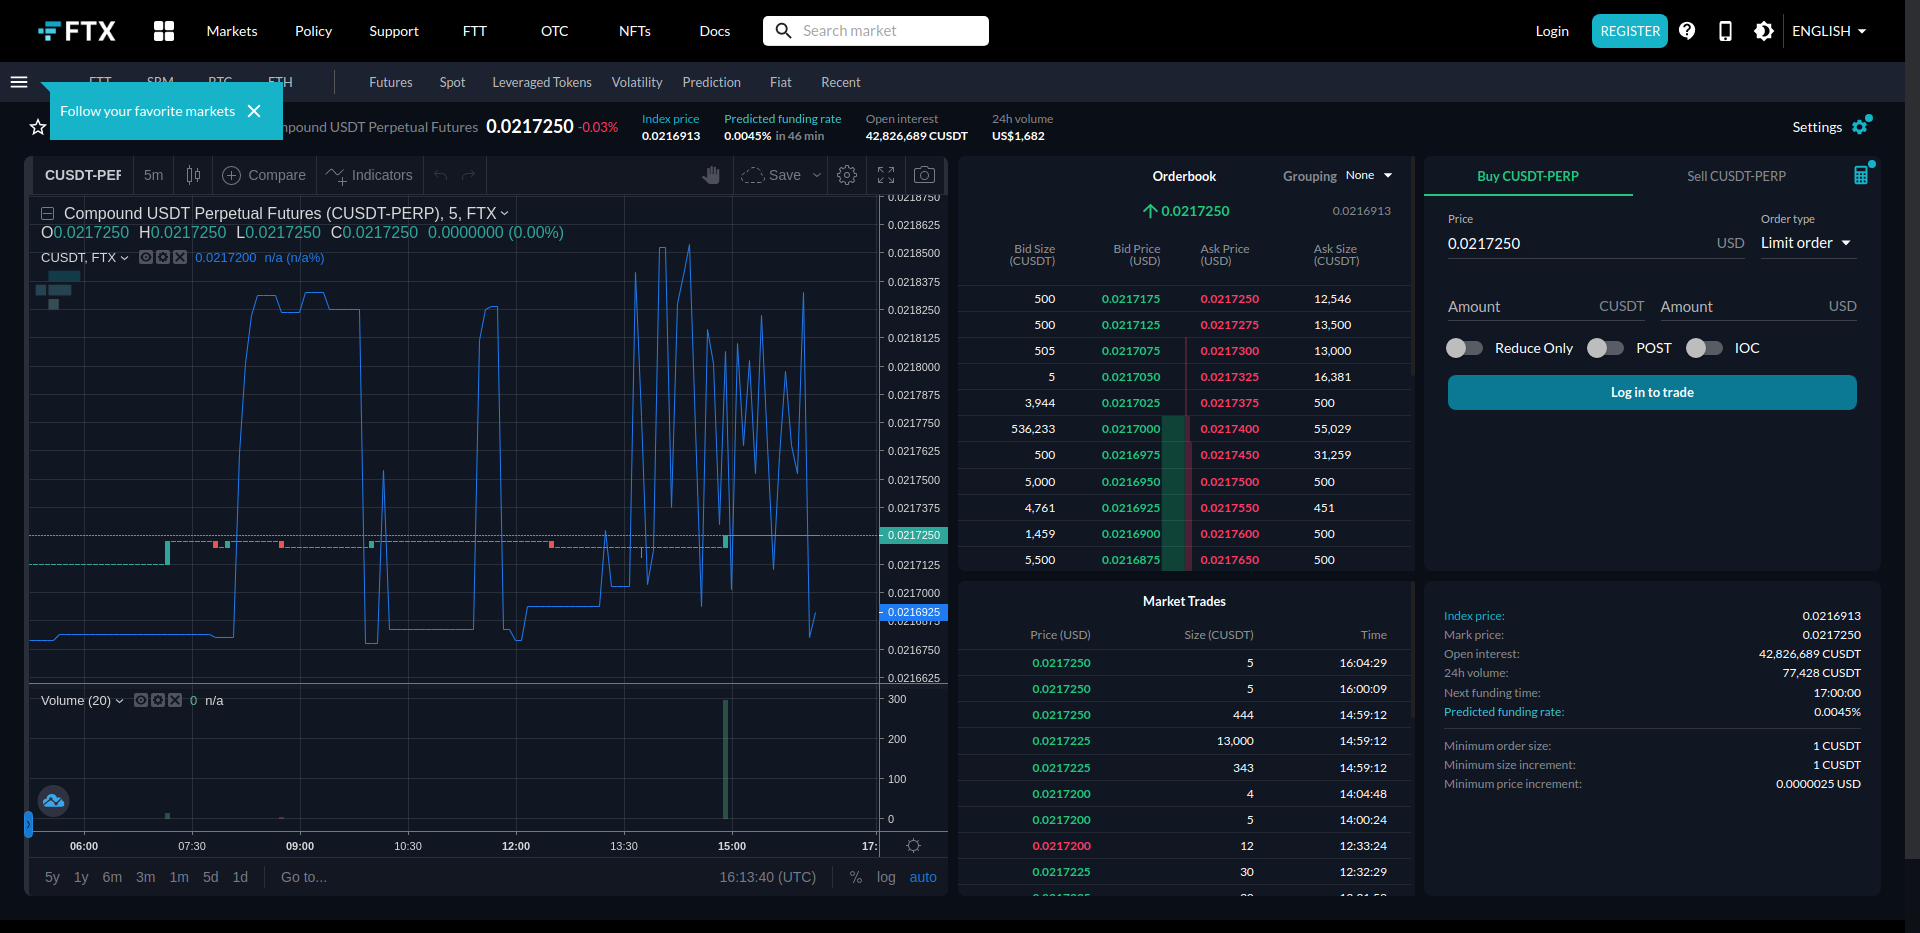 FTX
Markets
Policy
Support
FTT
OTC
NFTs
Docs
Search market
Login
REGISTER
ENGLISH
FTT
SRM
BTC
ETH
Futures
Spot
Leveraged Tokens
Volatility
Prediction
Fiat
Recent
Follow your favorite markets
USDT Perpetual Futures
0.0217250 -0.03%
Index price
0.0216913
Predicted funding rate
0.0045% in 46 min
Open interest
42,826,689 CUSDT
24h volume
US$1,682
Settings
5m
Compare
Indicators
Save
Compound USDT Perpetual Futures (CUSDT-PERP), 5, FTX
O0.0217250 H0.0217250 L0.0217250 C0.0217250 0.0000000 (0.00%)
CUSDT, FTX 0.0217200 n/a (n/a%)
0.0218750
0.0218625
0.0218500
0.0218375
0.0218250
0.0218125
0.0218000
0.0217875
0.0217750
0.0217625
0.0217500
0.0217375
0.0217250
0.0217125
0.0217000
0.0216925
0.0216875
0.0216750
0.0216625
Volume (20) 0 n/a
300
200
100
0
06:00 07:30 09:00 10:30 12:00 13:30 15:00 17:
5y 1y 6m 3m 1m 5d 1d Go to... 16:13:40 (UTC) % log auto
Orderbook
Grouping None
0.0217250 0.0216913
Bid Size (CUSDT) Bid Price (USD) Ask Price (USD) Ask Size (CUSDT)
500 0.0217175 0.0217250 12,546
500 0.0217125 0.0217275 13,500
505 0.0217075 0.0217300 13,000
5 0.0217050 0.0217325 16,381
3,944 0.0217025 0.0217375 500
536,233 0.0217000 0.0217400 55,029
500 0.0216975 0.0217450 31,259
5,000 0.0216950 0.0217500 500
4,761 0.0216925 0.0217550 451
1,459 0.0216900 0.0217600 500
5,500 0.0216875 0.0217650 500
Market Trades
Price (USD) Size (CUSDT) Time
0.0217250 5 16:04:29
0.0217250 5 16:00:09
0.0217250 444 14:59:12
0.0217225 13,000 14:59:12
0.0217225 343 14:59:12
0.0217200 4 14:04:48
0.0217200 5 14:00:24
0.0217200 12 12:33:24
0.0217225 30 12:32:29
Buy CUSDT-PERP
Sell CUSDT-PERP
Price
0.0217250 USD
Order type
Limit order
Amount CUSDT
Amount USD
Reduce Only
POST
IOC
Log in to trade
Index price: 0.0216913
Mark price: 0.0217250
Open interest: 42,826,689 CUSDT
24h volume: 77,428 CUSDT
Next funding time: 17:00:00
Predicted funding rate: 0.0045%
Minimum order size: 1 CUSDT
Minimum size increment: 1 CUSDT
Minimum price increment: 0.0000025 USD